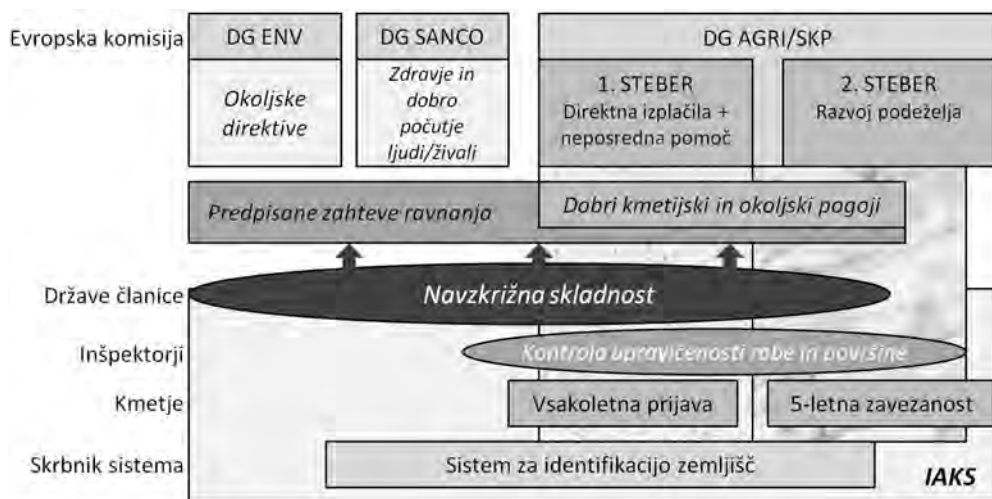 Evropska komisija
DG ENV
DG SANCO
DG AGRI/SKP
Okoljske
direktive
Zdravje in
dobro
počutje
ljudi/živali
1. STEBER
Direktna izplačila +
neposredna pomoč
2. STEBER
Razvoj podeželja
Predpisane zahteve ravnanja
Dobri kmetijski in okoljski pogoji
Države članice
Navzkrižna skladnost
Inšpektorji
Kontrola upravičenosti rabe in površine
Kmetje
Vsakoletna prijava
5-letna zavezanost
Skrbnik sistema
Sistem za identifikacijo zemljišč
IAKS